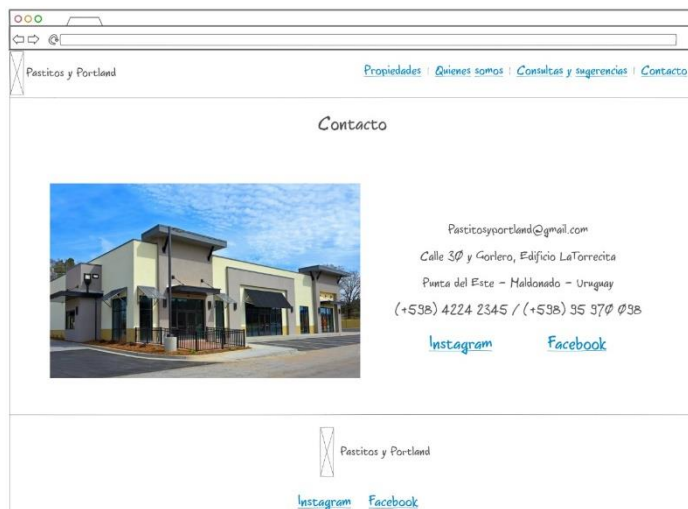 Pastitos y Portland
Propiedades | Quienes somos | Consultas y sugerencias | Contacto
Contacto
Pastitosyportland@gmail.com
Calle 30 y Gorlero, Edificio LaTorrecita
Punta del Este - Maldonado - Uruguay
(+598) 4224 2345 / (+598) 95 970 098
Instagram Facebook
Pastitos y Portland
Instagram Facebook